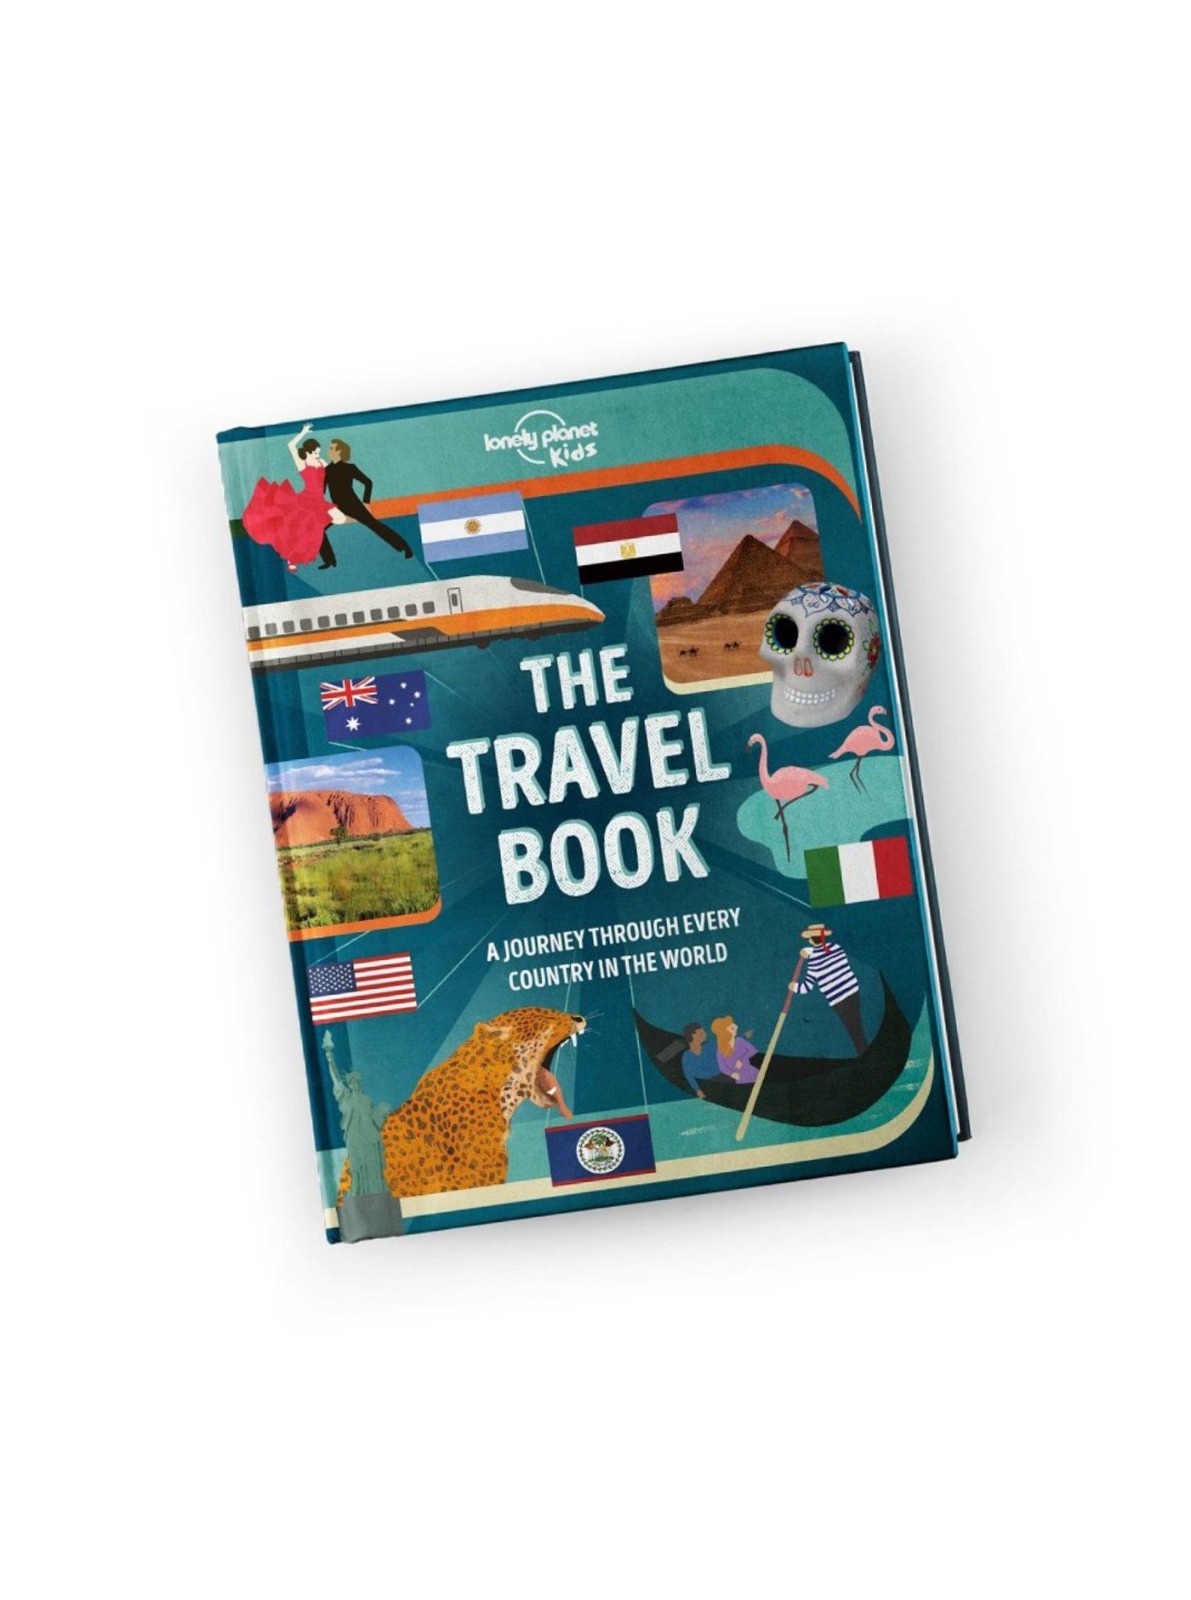 lonely planet
kids
THE
TRAVEL
BOOK
A JOURNEY THROUGH EVERY
COUNTRY IN THE WORLD